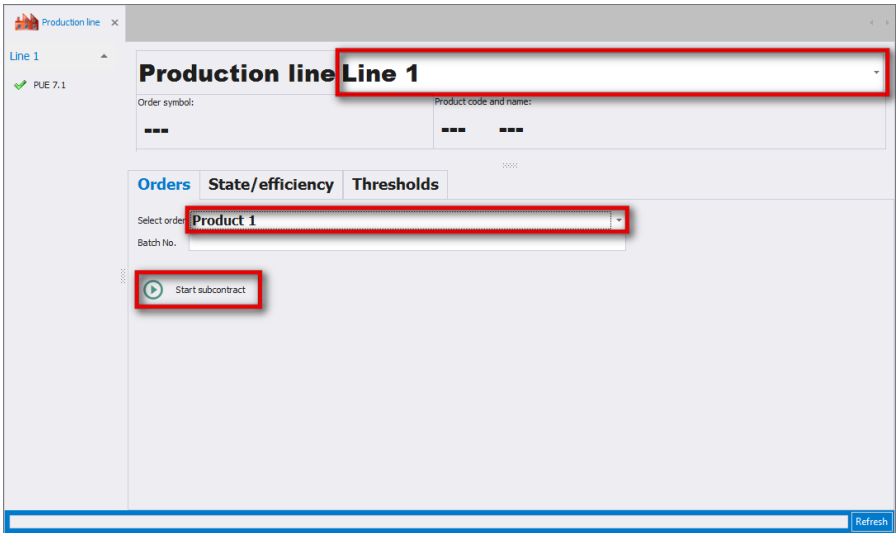 Production line
Line 1
PUE 7.1
Production line Line 1
Order symbol:
Product code and name:
---
--- ---
Orders State/efficiency Thresholds
Select order Product 1
Batch No.
Start subcontract
Refresh